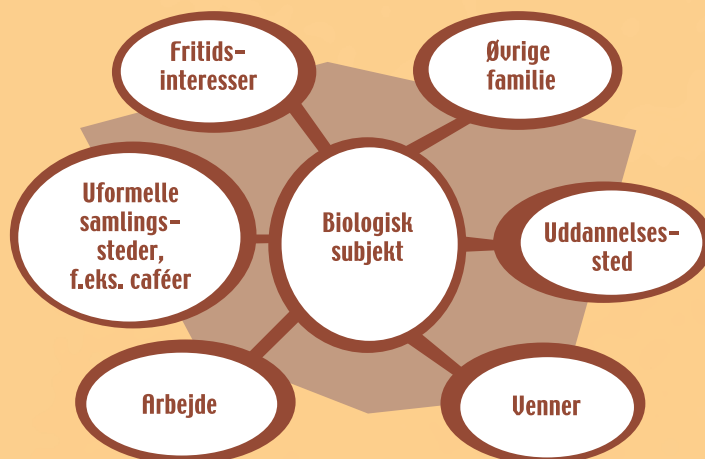 Fritids-
interesser
Øvrige
familie
Uformelle
samlings-
steder,
f.eks. caféer
Biologisk
subjekt
Uddannelses-
sted
Arbejde
Venner